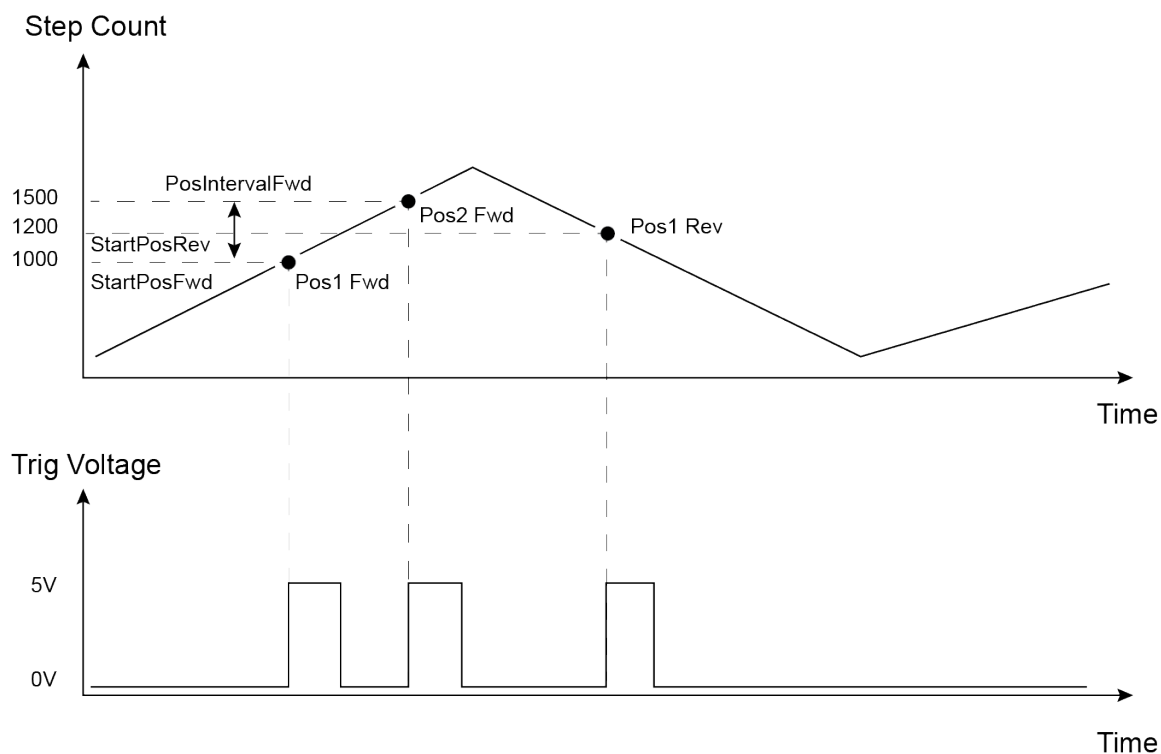 Step Count
PosIntervalFwd
1500
Pos2 Fwd
1200
Pos1 Rev
StartPosRev
1000
StartPosFwd
Pos1 Fwd
Time
Trig Voltage
5V
0V
Time